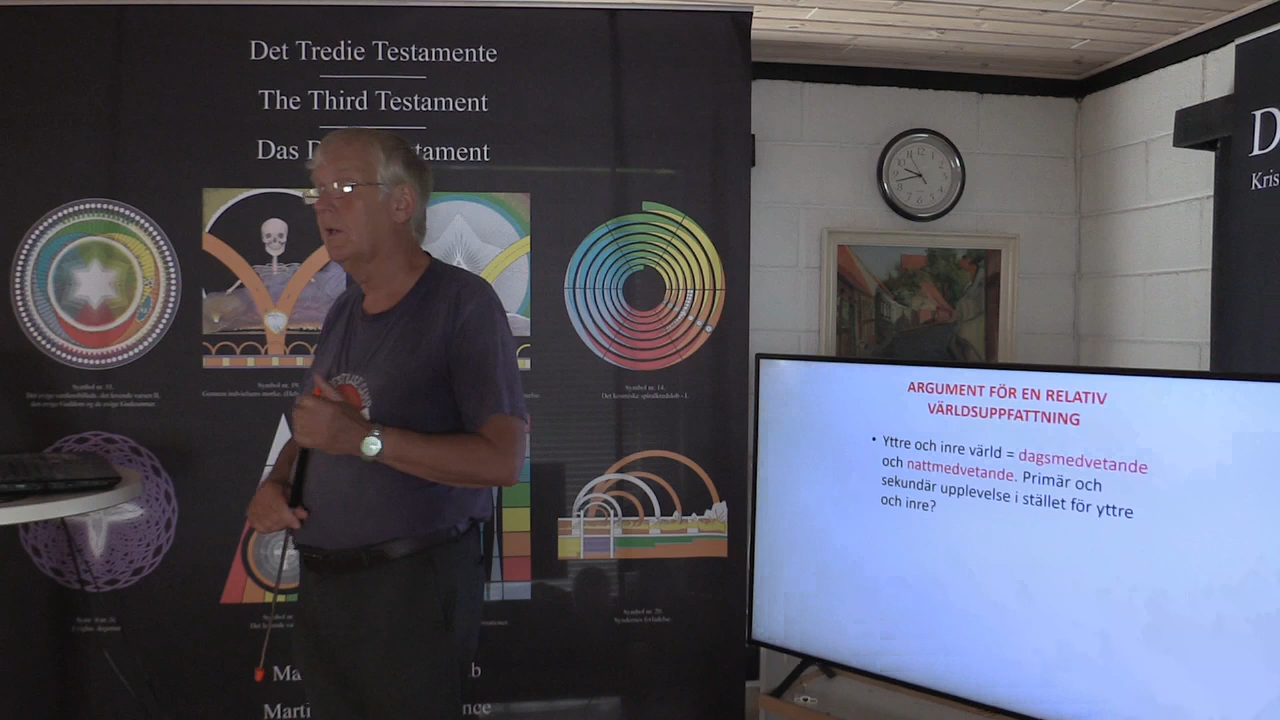 Det Tredie Testamente
The Third Testament
Das D tament
D
Kris
ARGUMENT FÖR EN RELATIV
VÄRLDSUPPFATTNING
• Yttre och inre värld = dagsmedvetande
och nattmedvetande. Primär och
sekundär upplevelse i stället för yttre
och inre?
Symbol nr. 14.
Det kosmiske spiralkredsløb - 1.
Symbol nr. 20.
Ma
Marti
nce